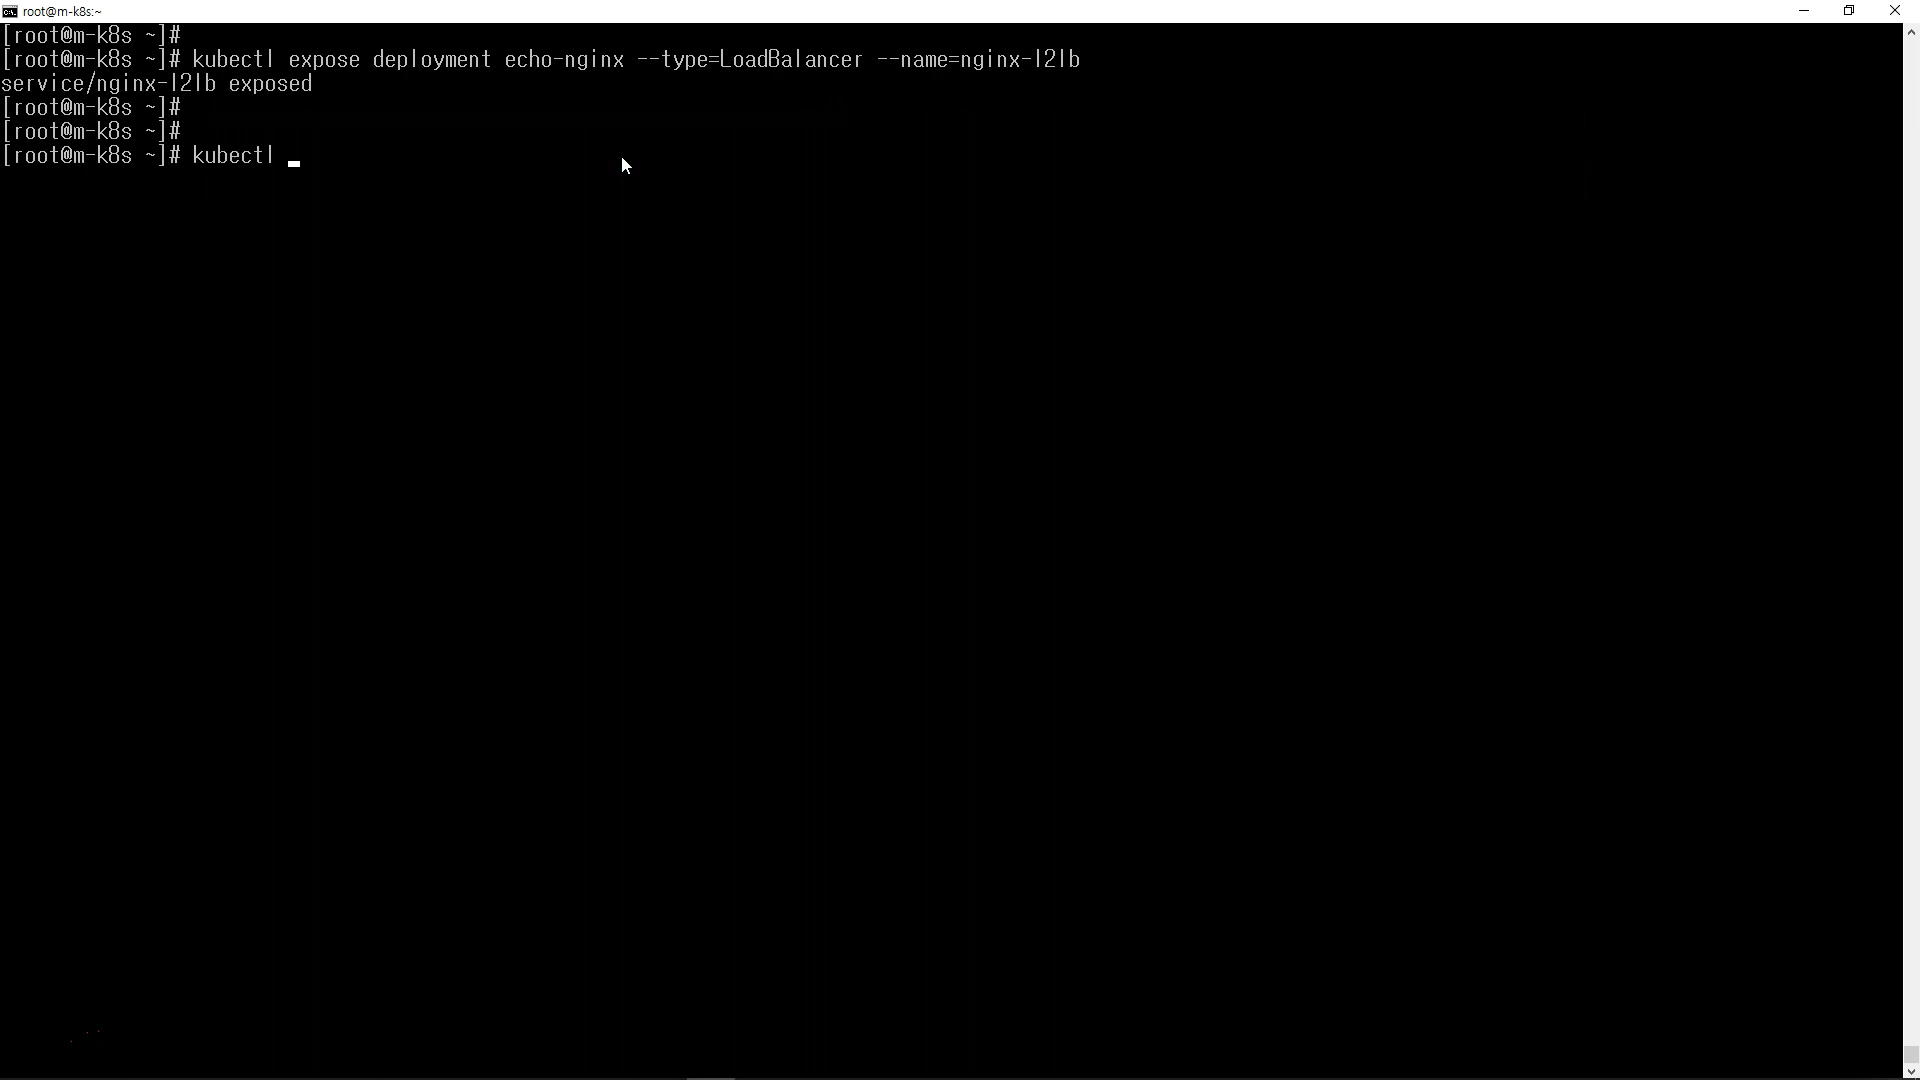 root@m-k8s:~
[root@m-k8s ~]#
[root@m-k8s ~]# kubectl expose deployment echo-nginx --type=LoadBalancer --name=nginx-l2lb
service/nginx-l2lb exposed
[root@m-k8s ~]#
[root@m-k8s ~]#
[root@m-k8s ~]# kubectl